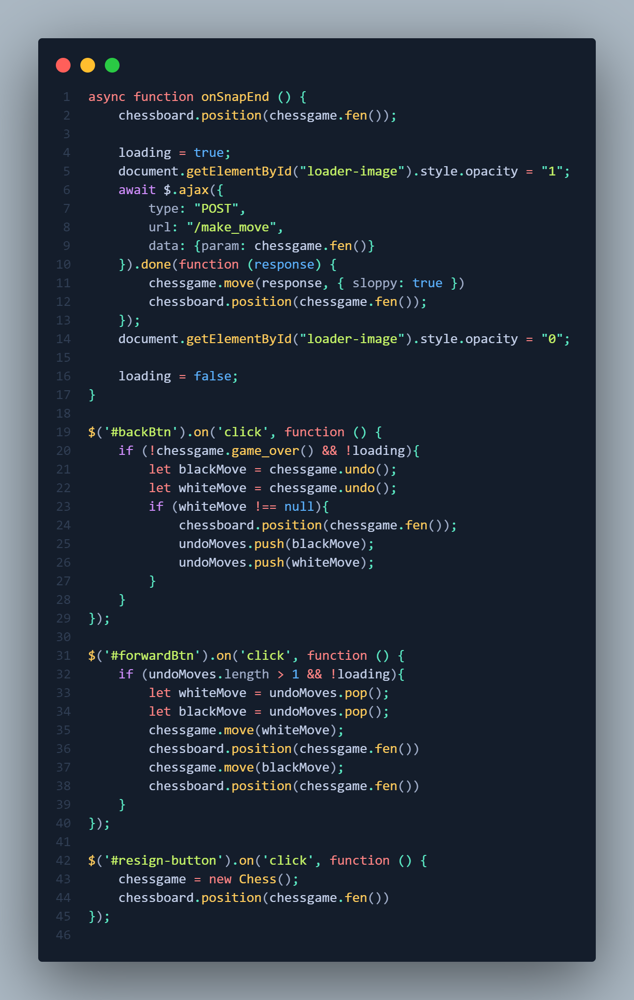 1 async function onSnapEnd () {
2     chessboard.position(chessgame.fen());
3
4     loading = true;
5     document.getElementById("loader-image").style.opacity = "1";
6     await $.ajax({
7         type: "POST",
8         url: "/make_move",
9         data: {param: chessgame.fen()}
10     }).done(function (response) {
11         chessgame.move(response, { sloppy: true })
12         chessboard.position(chessgame.fen());
13     });
14     document.getElementById("loader-image").style.opacity = "0";
15
16     loading = false;
17 }
18
19 $('#backBtn').on('click', function () {
20     if (!chessgame.game_over() && !loading){
21         let blackMove = chessgame.undo();
22         let whiteMove = chessgame.undo();
23         if (whiteMove !== null){
24             chessboard.position(chessgame.fen());
25             undoMoves.push(blackMove);
26             undoMoves.push(whiteMove);
27         }
28     }
29 });
30
31 $('#forwardBtn').on('click', function () {
32     if (undoMoves.length > 1 && !loading){
33         let whiteMove = undoMoves.pop();
34         let blackMove = undoMoves.pop();
35         chessgame.move(whiteMove);
36         chessboard.position(chessgame.fen())
37         chessgame.move(blackMove);
38         chessboard.position(chessgame.fen())
39     }
40 });
41
42 $('#resign-button').on('click', function () {
43     chessgame = new Chess();
44     chessboard.position(chessgame.fen())
45 });
46